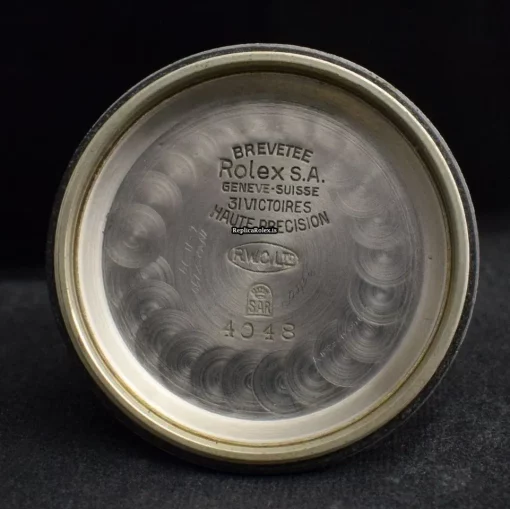 BREVETEE
Rolex S.A.
GENEVE-SUISSE
31 VICTOIRES
HAUTE PRECISION
ReplicaRolex.is
R.W.C. LTD
SAR
4048